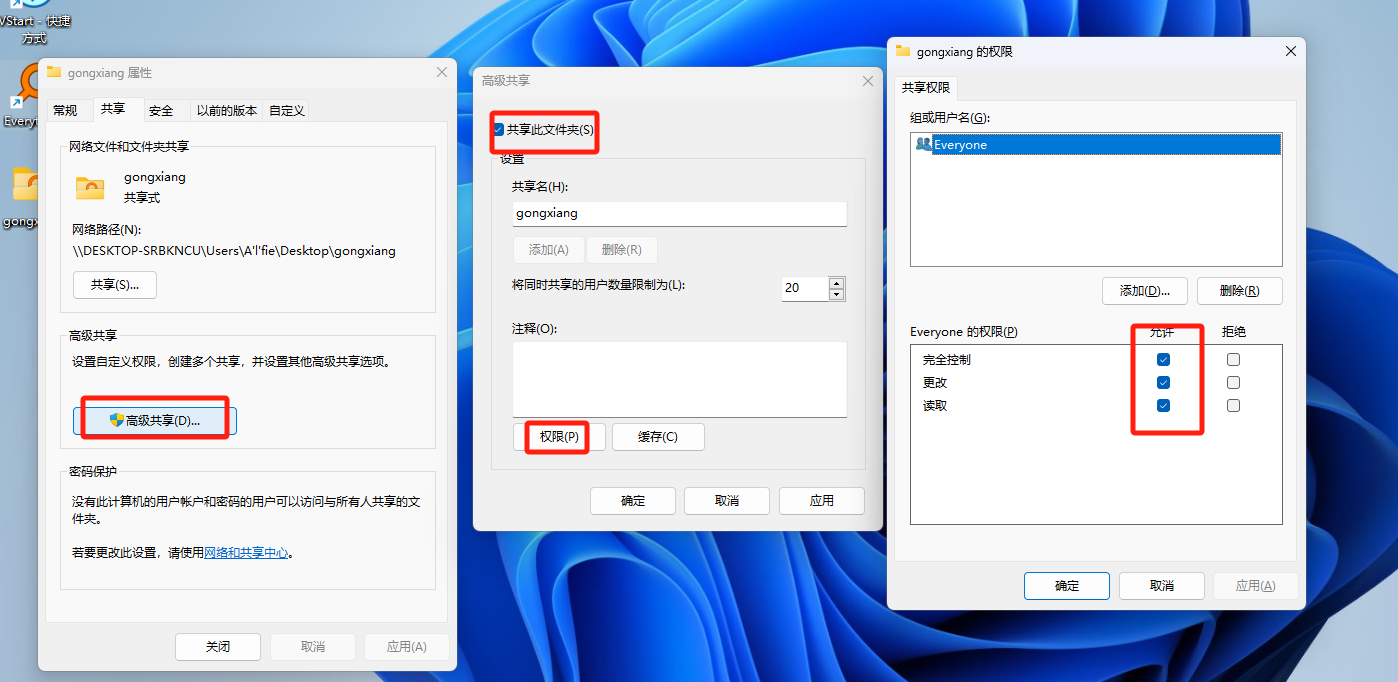 VStart - 快捷
方式
Everyt
gongx
gongxiang 属性
常规 共享 安全 以前的版本 自定义
网络文件和文件夹共享
gongxiang
共享式
网络路径(N):
\\DESKTOP-SRBKNCU\Users\A'l'fie\Desktop\gongxiang
共享(S)...
高级共享
设置自定义权限，创建多个共享，并设置其他高级共享选项。
高级共享(D)...
密码保护
没有此计算机的用户帐户和密码的用户可以访问与所有人共享的文
件夹。
若要更改此设置，请使用网络和共享中心。
关闭 取消 应用(A)
高级共享
共享此文件夹(S)
设置
共享名(H):
gongxiang
添加(A) 删除(R)
将同时共享的用户数量限制为(L): 20
注释(O):
权限(P) 缓存(C)
确定 取消 应用
gongxiang 的权限
共享权限
组或用户名(G):
Everyone
添加(D)... 删除(R)
Everyone 的权限(P) 允许 拒绝
完全控制
更改
读取
确定 取消 应用(A)